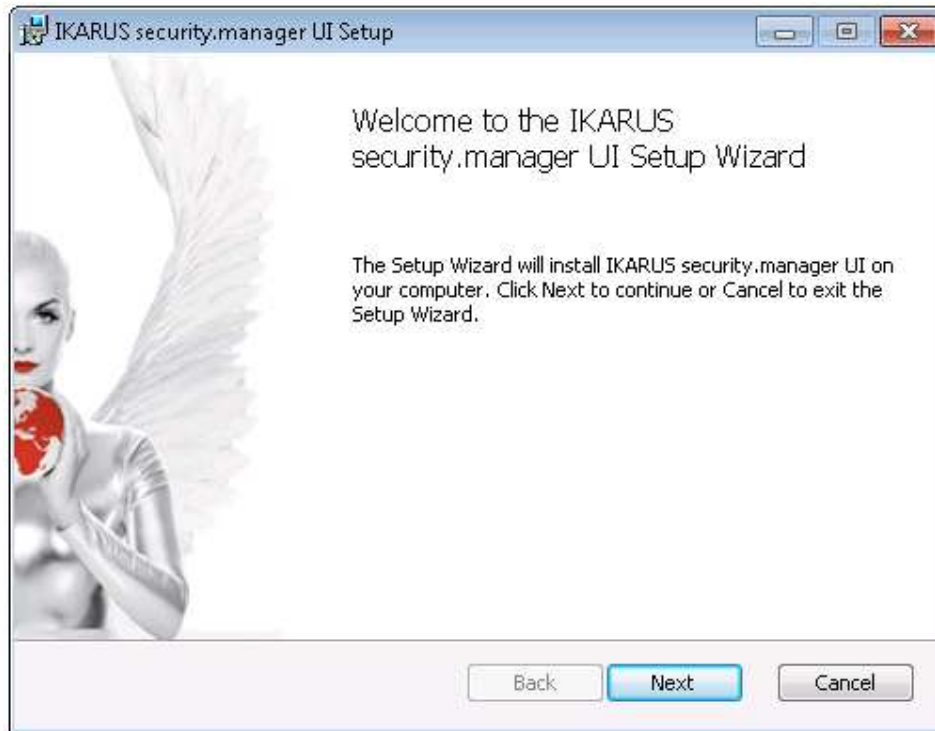 IKARUS security.manager UI Setup
Welcome to the IKARUS
security.manager UI Setup Wizard
The Setup Wizard will install IKARUS security.manager UI on
your computer. Click Next to continue or Cancel to exit the
Setup Wizard.
Back Next Cancel